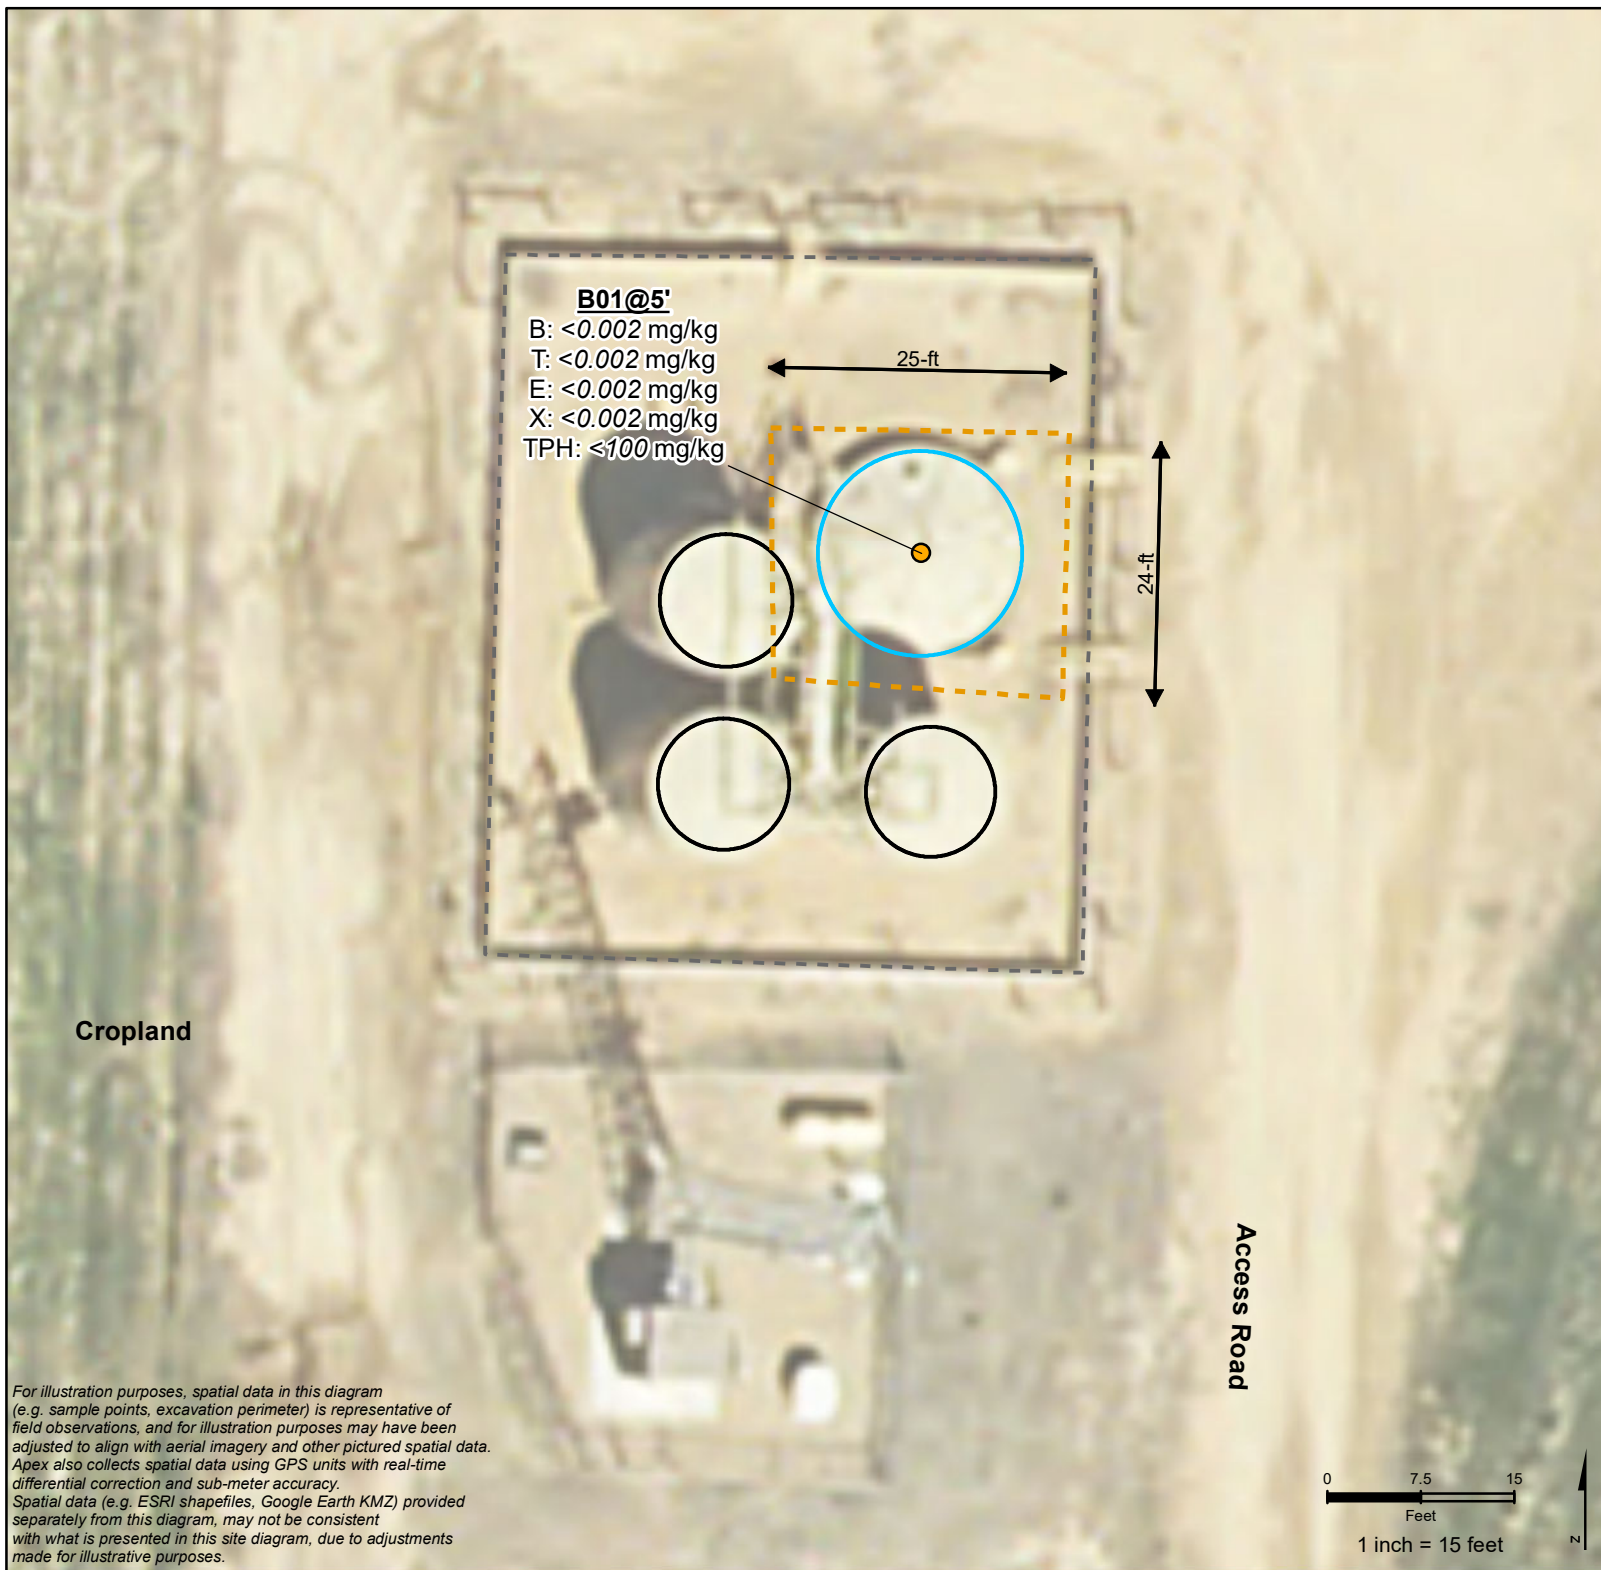 B01@5'
B: <0.002 mg/kg
T: <0.002 mg/kg
E: <0.002 mg/kg
X: <0.002 mg/kg
TPH: <100 mg/kg
25-ft
24-ft
Cropland
Access Road
For illustration purposes, spatial data in this diagram
(e.g. sample points, excavation perimeter) is representative of
field observations, and for illustration purposes may have been
adjusted to align with aerial imagery and other pictured spatial data.
Apex also collects spatial data using GPS units with real-time
differential correction and sub-meter accuracy.
Spatial data (e.g. ESRI shapefiles, Google Earth KMZ) provided
separately from this diagram, may not be consistent
with what is presented in this site diagram, due to adjustments
made for illustrative purposes.
0 7.5 15
Feet
1 inch = 15 feet
N